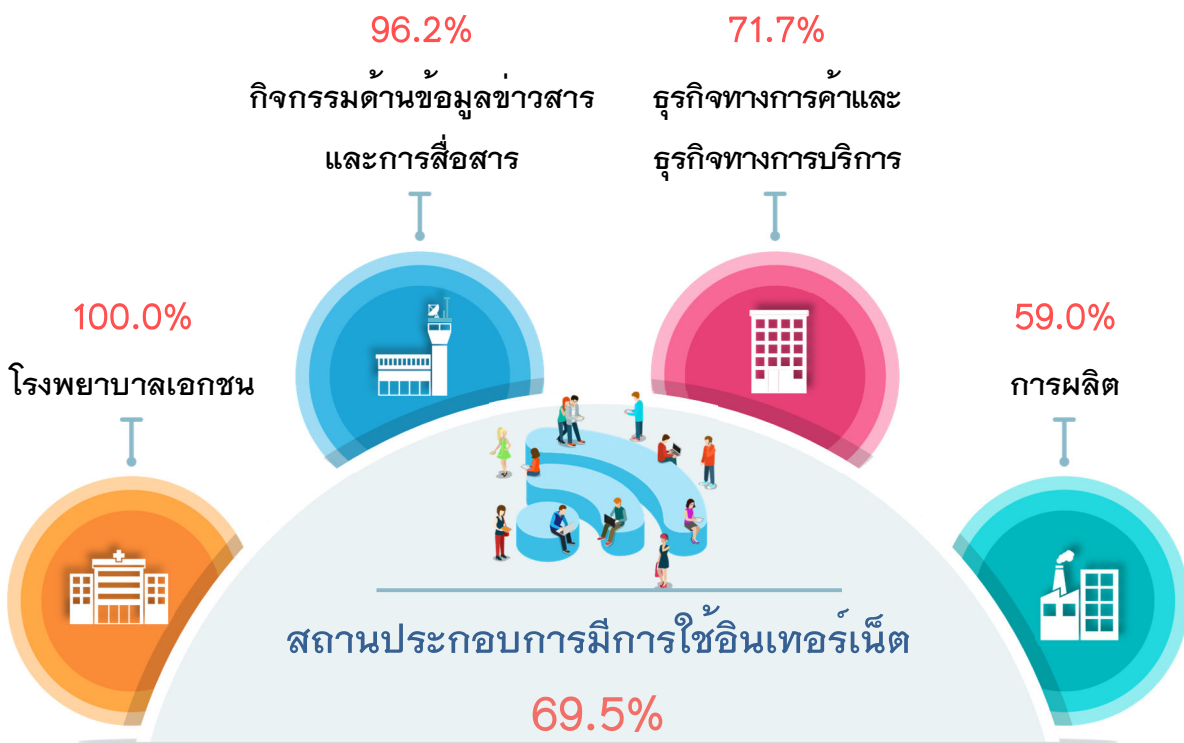 96.2%
กิจกรรมด้านข้อมูลข่าวสาร
และการสื่อสาร
71.7%
ธุรกิจทางการค้าและ
ธุรกิจทางการบริการ
100.0%
โรงพยาบาลเอกชน
59.0%
การผลิต
สถานประกอบการมีการใช้อินเทอร์เน็ต
69.5%